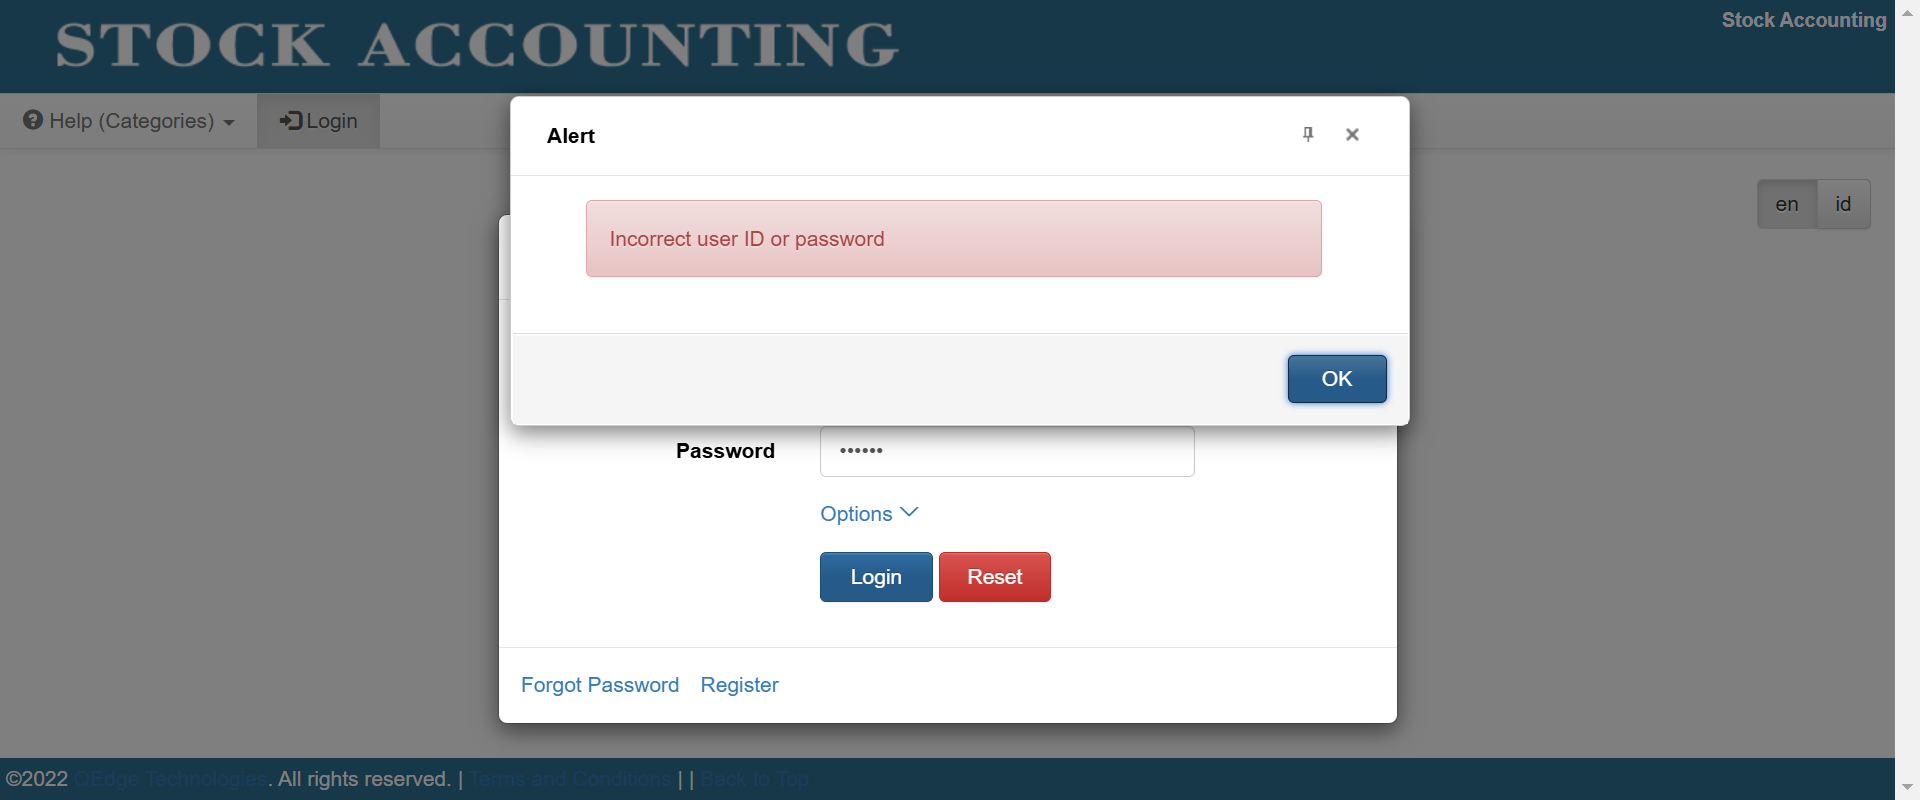 STOCK ACCOUNTING
Stock Accounting
Help (Categories)
Login
Alert
en id
Incorrect user ID or password
OK
Password
••••••
Options
Login Reset
Forgot Password Register
©2022 QEdge Technologies. All rights reserved. | Terms and Conditions | | Back to Top